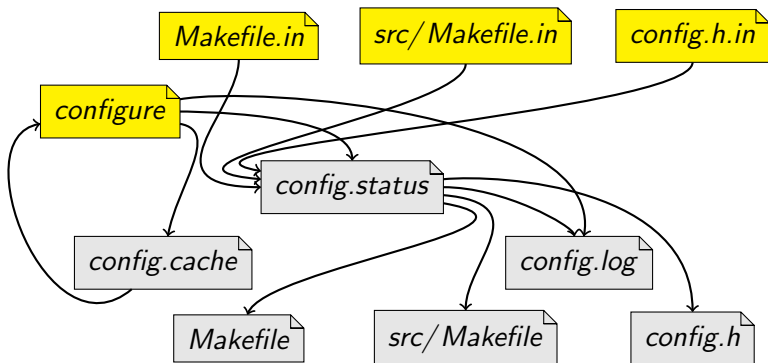 Makefile.in
src/Makefile.in
config.h.in
configure
config.status
config.cache
config.log
Makefile
src/Makefile
config.h